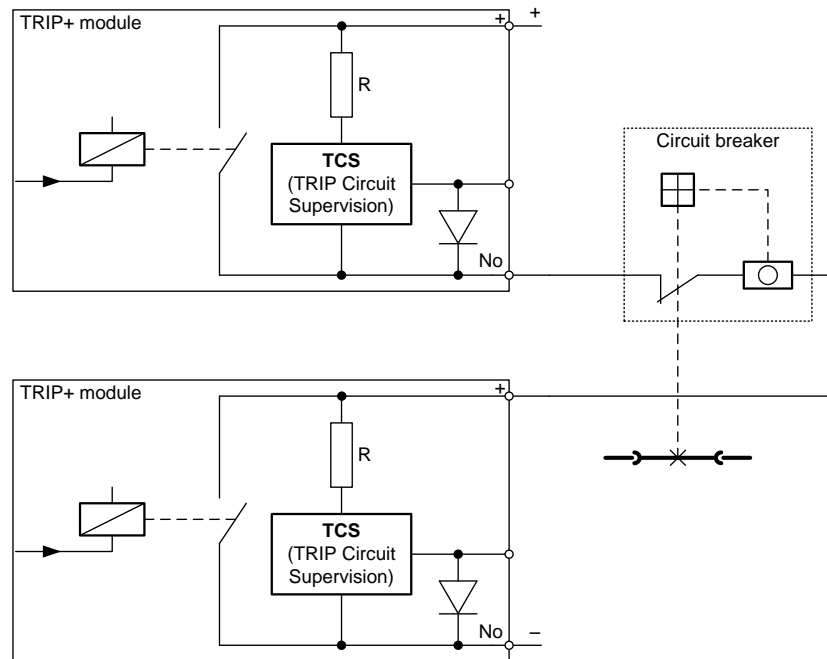 TRIP+ module
+
+
R
TCS
(TRIP Circuit
Supervision)
No
Circuit breaker
TRIP+ module
+
R
TCS
(TRIP Circuit
Supervision)
No
–